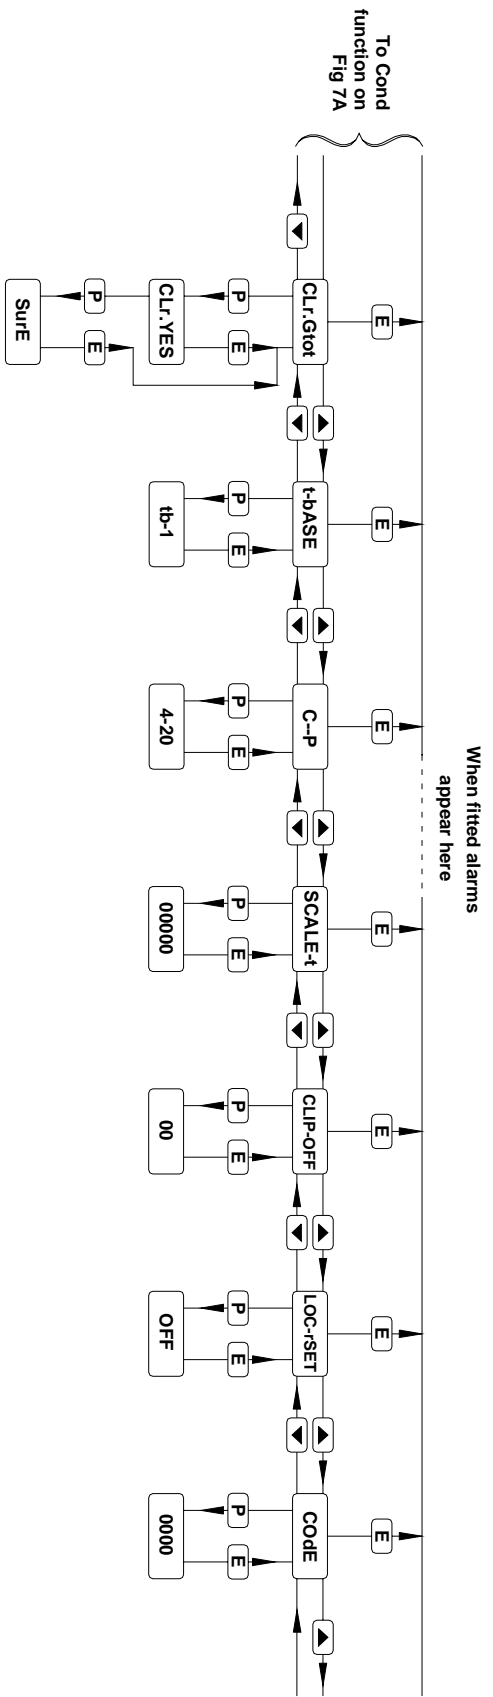 To Cond
function on
Fig 7A
When fitted alarms
appear here
E
E
E
E
E
E
E
CLr.Gtot
t-bASE
C--P
SCALE-t
CLIP-OFF
LOC-rSET
COdE
P
E
P
E
P
E
P
E
P
E
P
E
P
E
CLr.YES
tb-1
4-20
00000
00
OFF
0000
P
E
SurE